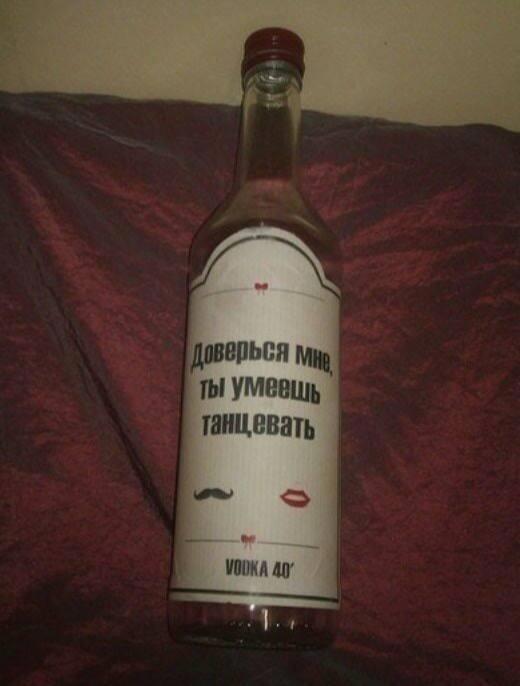 Доверься мне,
ты умеешь
танцевать
VODKA 40'